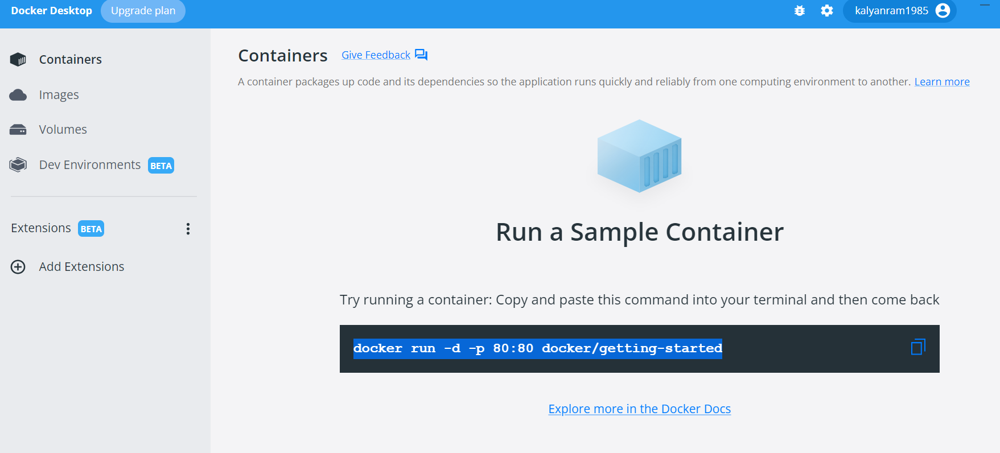 Docker Desktop Upgrade plan kalyanram1985
Containers
Images
Volumes
Dev Environments BETA
Extensions BETA
Add Extensions
Containers Give Feedback
A container packages up code and its dependencies so the application runs quickly and reliably from one computing environment to another. Learn more
Run a Sample Container
Try running a container: Copy and paste this command into your terminal and then come back
docker run -d -p 80:80 docker/getting-started
Explore more in the Docker Docs